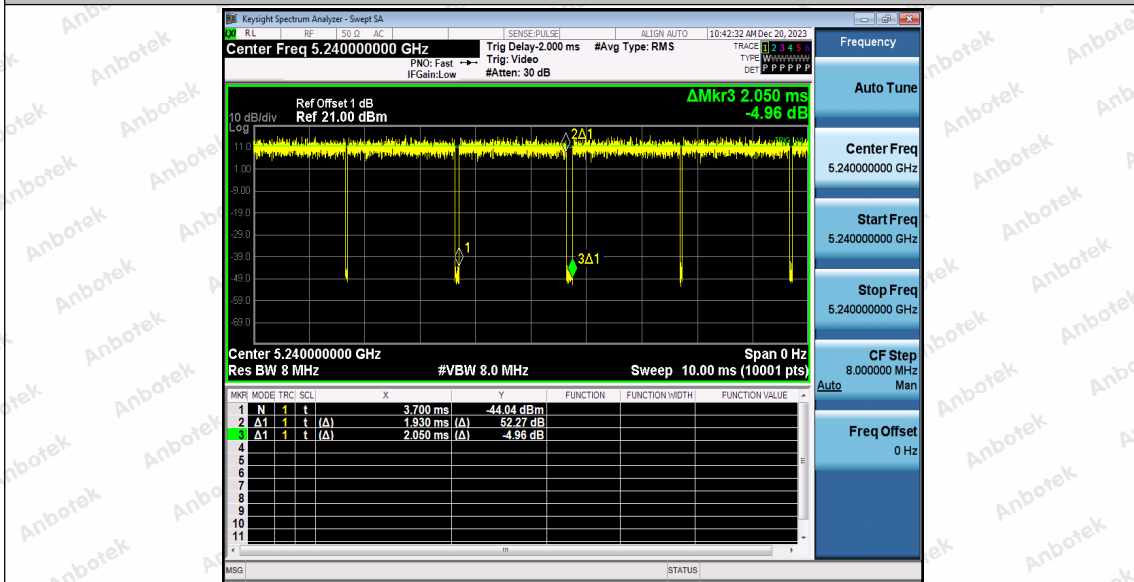 Keysight Spectrum Analyzer - Swept SA
LXI RL RF 50 Ω AC SENSE:PULSE ALIGN AUTO 10:42:32 AM Dec 20, 2023
Center Freq 5.240000000 GHz Trig Delay-2.000 ms #Avg Type: RMS TRACE 1 2 3 4 5 6
PNO: Fast Trig: Video TYPE WWWWWW
IFGain:Low #Atten: 30 dB DET P P P P P P
Ref Offset 1 dB ΔMkr3 2.050 ms
10 dB/div Ref 21.00 dBm -4.96 dB
Log
11.0
1.00
-9.00
-19.0
-29.0
-39.0
-49.0
-59.0
-69.0
2Δ1
1
3Δ1
Center 5.240000000 GHz Span 0 Hz
Res BW 8 MHz #VBW 8.0 MHz Sweep 10.00 ms (10001 pts)
MKR MODE TRC SCL X Y FUNCTION FUNCTION WIDTH FUNCTION VALUE
1 N 1 t 3.700 ms -44.04 dBm
2 Δ1 1 t (Δ) 1.930 ms (Δ) 52.27 dB
3 Δ1 1 t (Δ) 2.050 ms (Δ) -4.96 dB
4
5
6
7
8
9
10
11
MSG STATUS
Frequency
Auto Tune
Center Freq
5.240000000 GHz
Start Freq
5.240000000 GHz
Stop Freq
5.240000000 GHz
CF Step
8.000000 MHz
Auto Man
Freq Offset
0 Hz
Anbotek